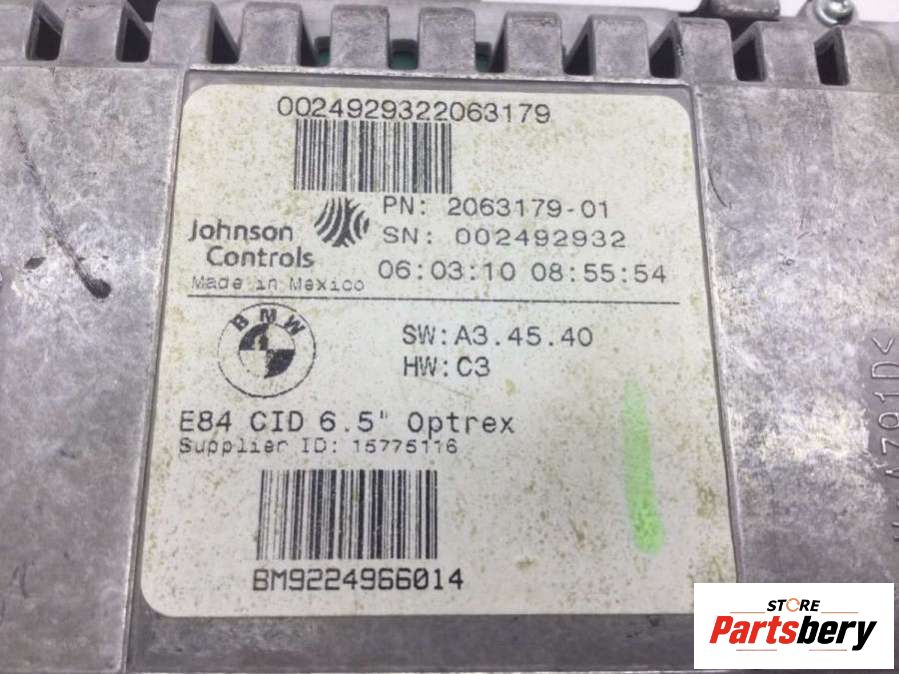 0024929322063179
Johnson Controls
PN: 2063179-01
SN: 002492932
Made in Mexico
06:03:10 08:55:54
BMW
SW:A3.45.40
HW:C3
E84 CID 6.5" Optrex
Supplier ID: 15775116
BM9224966014
STORE
Partsbery